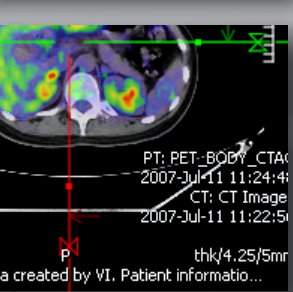 PT: PET_BODY_CTAC
2007-Jul-11 11:24:4
CT: CT Image
2007-Jul-11 11:22:5
P
thk/4.25/5mm
a created by VI. Patient informatio...